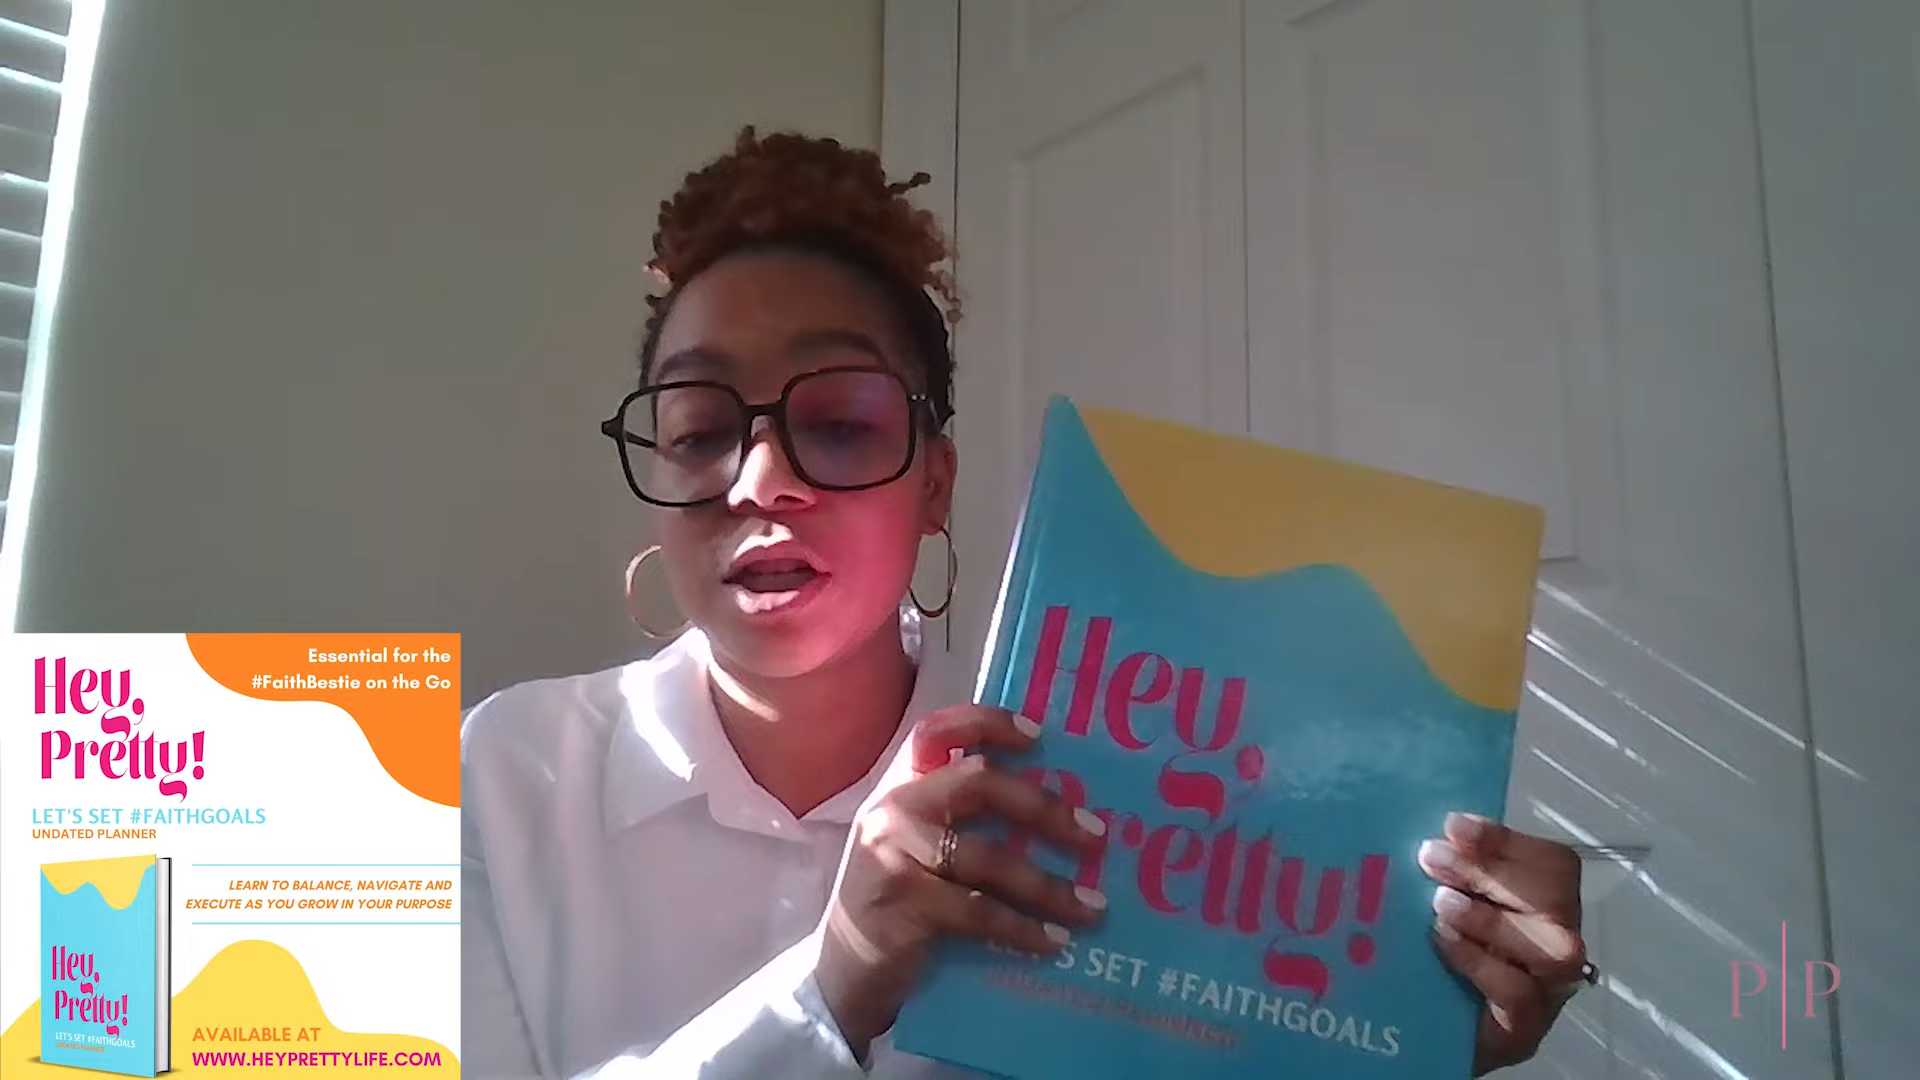 Hey,
Pretty!
LET'S SET #FAITHGOALS
UNDATED PLANNER
Essential for the
#FaithBestie on the Go
LEARN TO BALANCE, NAVIGATE AND
EXECUTE AS YOU GROW IN YOUR PURPOSE
Hey,
Pretty!
LET'S SET #FAITHGOALS
UNDATED PLANNER
AVAILABLE AT
WWW.HEYPRETTYLIFE.COM
Hey,
Pretty!
LET'S SET #FAITHGOALS
P|P